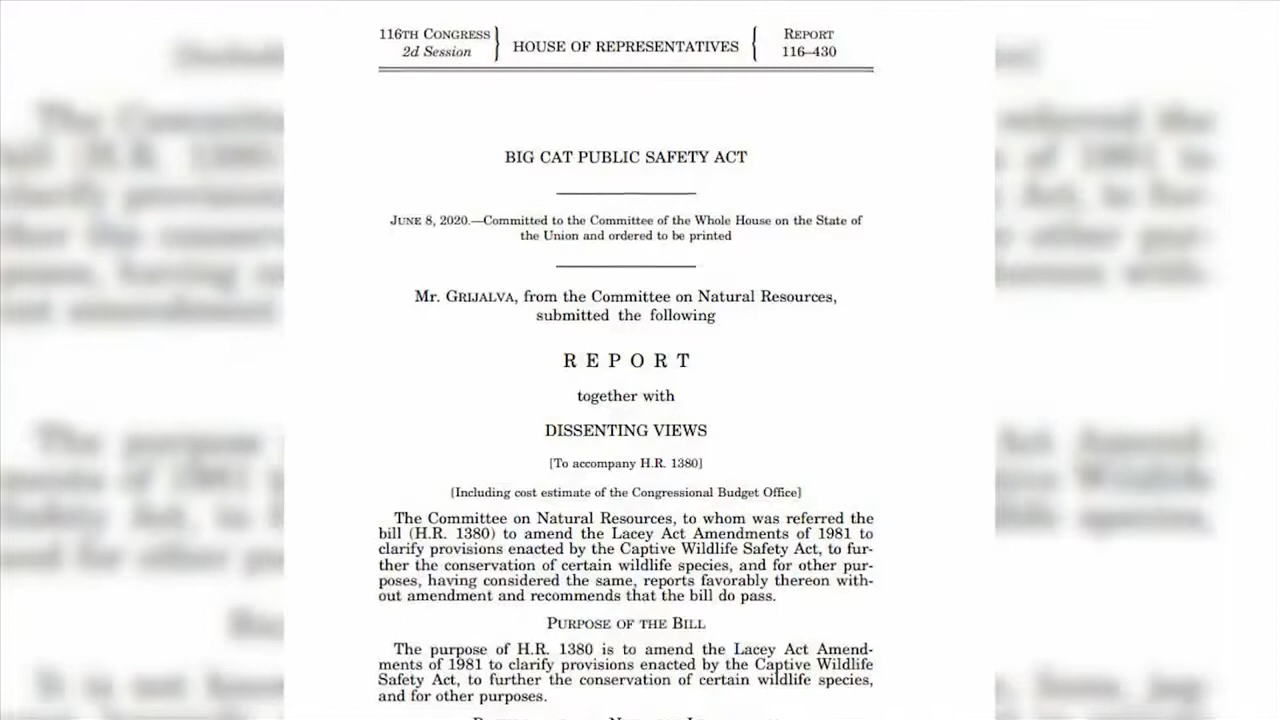 116TH CONGRESS
2d Session
HOUSE OF REPRESENTATIVES
REPORT
116–430
BIG CAT PUBLIC SAFETY ACT
JUNE 8, 2020.—Committed to the Committee of the Whole House on the State of
the Union and ordered to be printed
Mr. GRIJALVA, from the Committee on Natural Resources,
submitted the following
REPORT
together with
DISSENTING VIEWS
[To accompany H.R. 1380]
[Including cost estimate of the Congressional Budget Office]
The Committee on Natural Resources, to whom was referred the
bill (H.R. 1380) to amend the Lacey Act Amendments of 1981 to
clarify provisions enacted by the Captive Wildlife Safety Act, to fur-
ther the conservation of certain wildlife species, and for other pur-
poses, having considered the same, reports favorably thereon with-
out amendment and recommends that the bill do pass.
PURPOSE OF THE BILL
The purpose of H.R. 1380 is to amend the Lacey Act Amend-
ments of 1981 to clarify provisions enacted by the Captive Wildlife
Safety Act, to further the conservation of certain wildlife species,
and for other purposes.